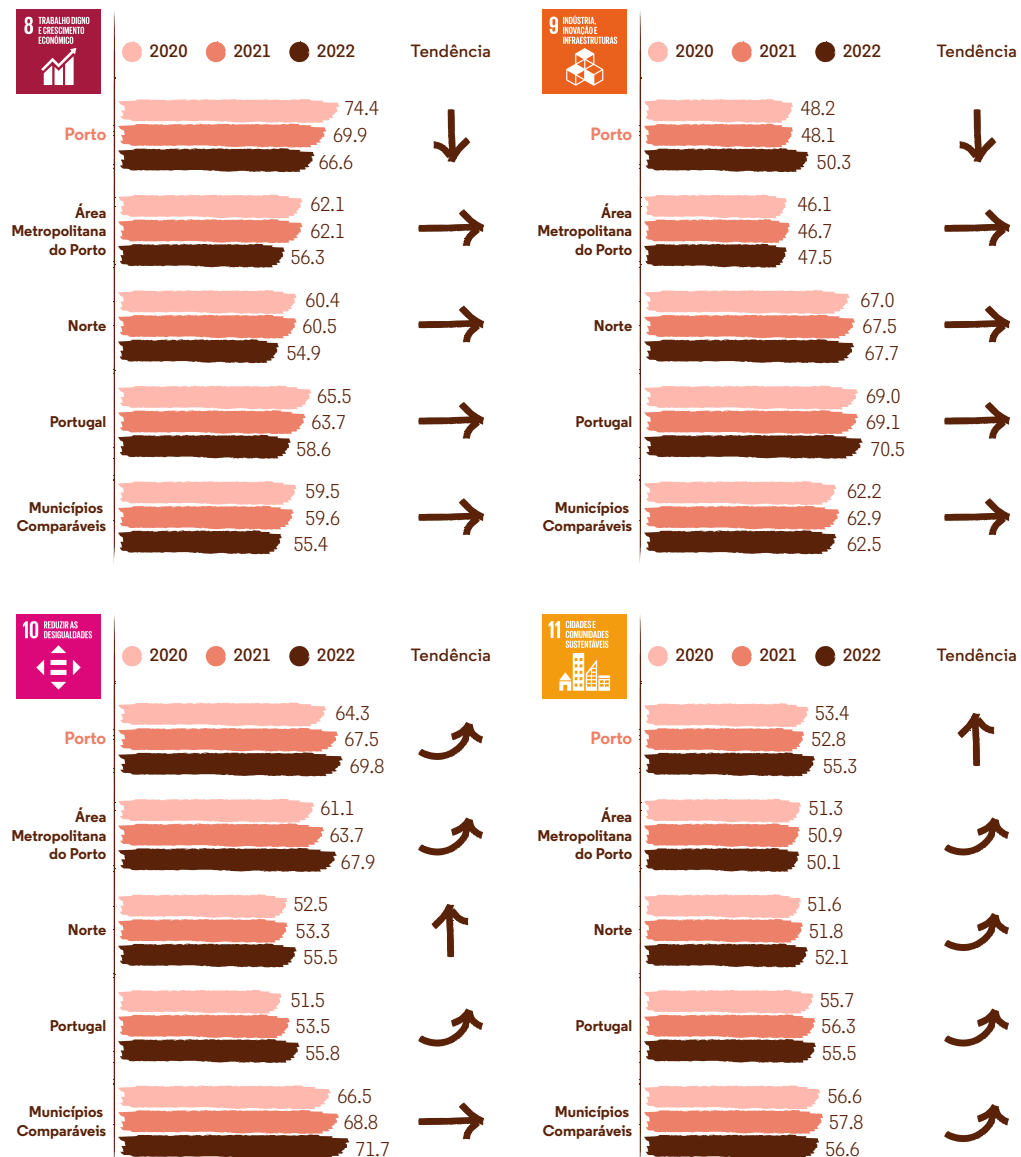 8 TRABALHO DIGNO
E CRESCIMENTO
ECONÓMICO
2020 2021 2022 Tendência
Porto
74.4
69.9
66.6
Área
Metropolitana
do Porto
62.1
62.1
56.3
Norte
60.4
60.5
54.9
Portugal
65.5
63.7
58.6
Municípios
Comparáveis
59.5
59.6
55.4
9 INDÚSTRIA,
INOVAÇÃO E
INFRAESTRUTURAS
2020 2021 2022 Tendência
Porto
48.2
48.1
50.3
Área
Metropolitana
do Porto
46.1
46.7
47.5
Norte
67.0
67.5
67.7
Portugal
69.0
69.1
70.5
Municípios
Comparáveis
62.2
62.9
62.5
10 REDUZIR AS
DESIGUALDADES
2020 2021 2022 Tendência
Porto
64.3
67.5
69.8
Área
Metropolitana
do Porto
61.1
63.7
67.9
Norte
52.5
53.3
55.5
Portugal
51.5
53.5
55.8
Municípios
Comparáveis
66.5
68.8
71.7
11 CIDADES E
COMUNIDADES
SUSTENTÁVEIS
2020 2021 2022 Tendência
Porto
53.4
52.8
55.3
Área
Metropolitana
do Porto
51.3
50.9
50.1
Norte
51.6
51.8
52.1
Portugal
55.7
56.3
55.5
Municípios
Comparáveis
56.6
57.8
56.6